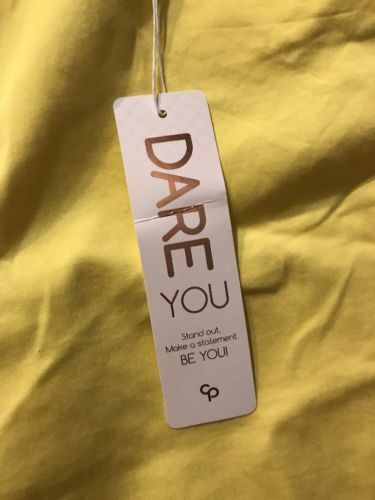 DARE
YOU
Stand out.
Make a statement.
BE YOU!
cp